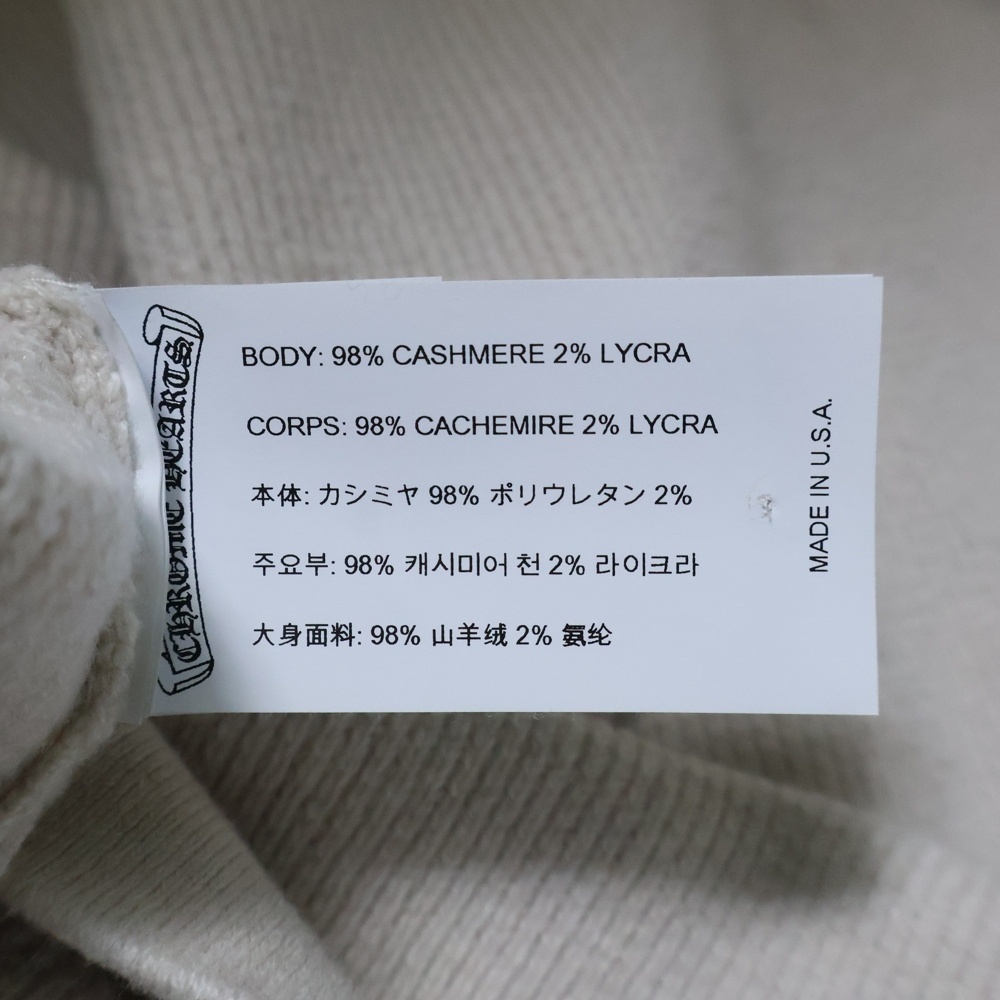 CHROME HEARTS
BODY: 98% CASHMERE 2% LYCRA
CORPS: 98% CACHEMIRE 2% LYCRA
本体: カシミヤ 98% ポリウレタン 2%
주요부: 98% 캐시미어 천 2% 라이크라
大身面料: 98% 山羊绒 2% 氨纶
MADE IN U.S.A.